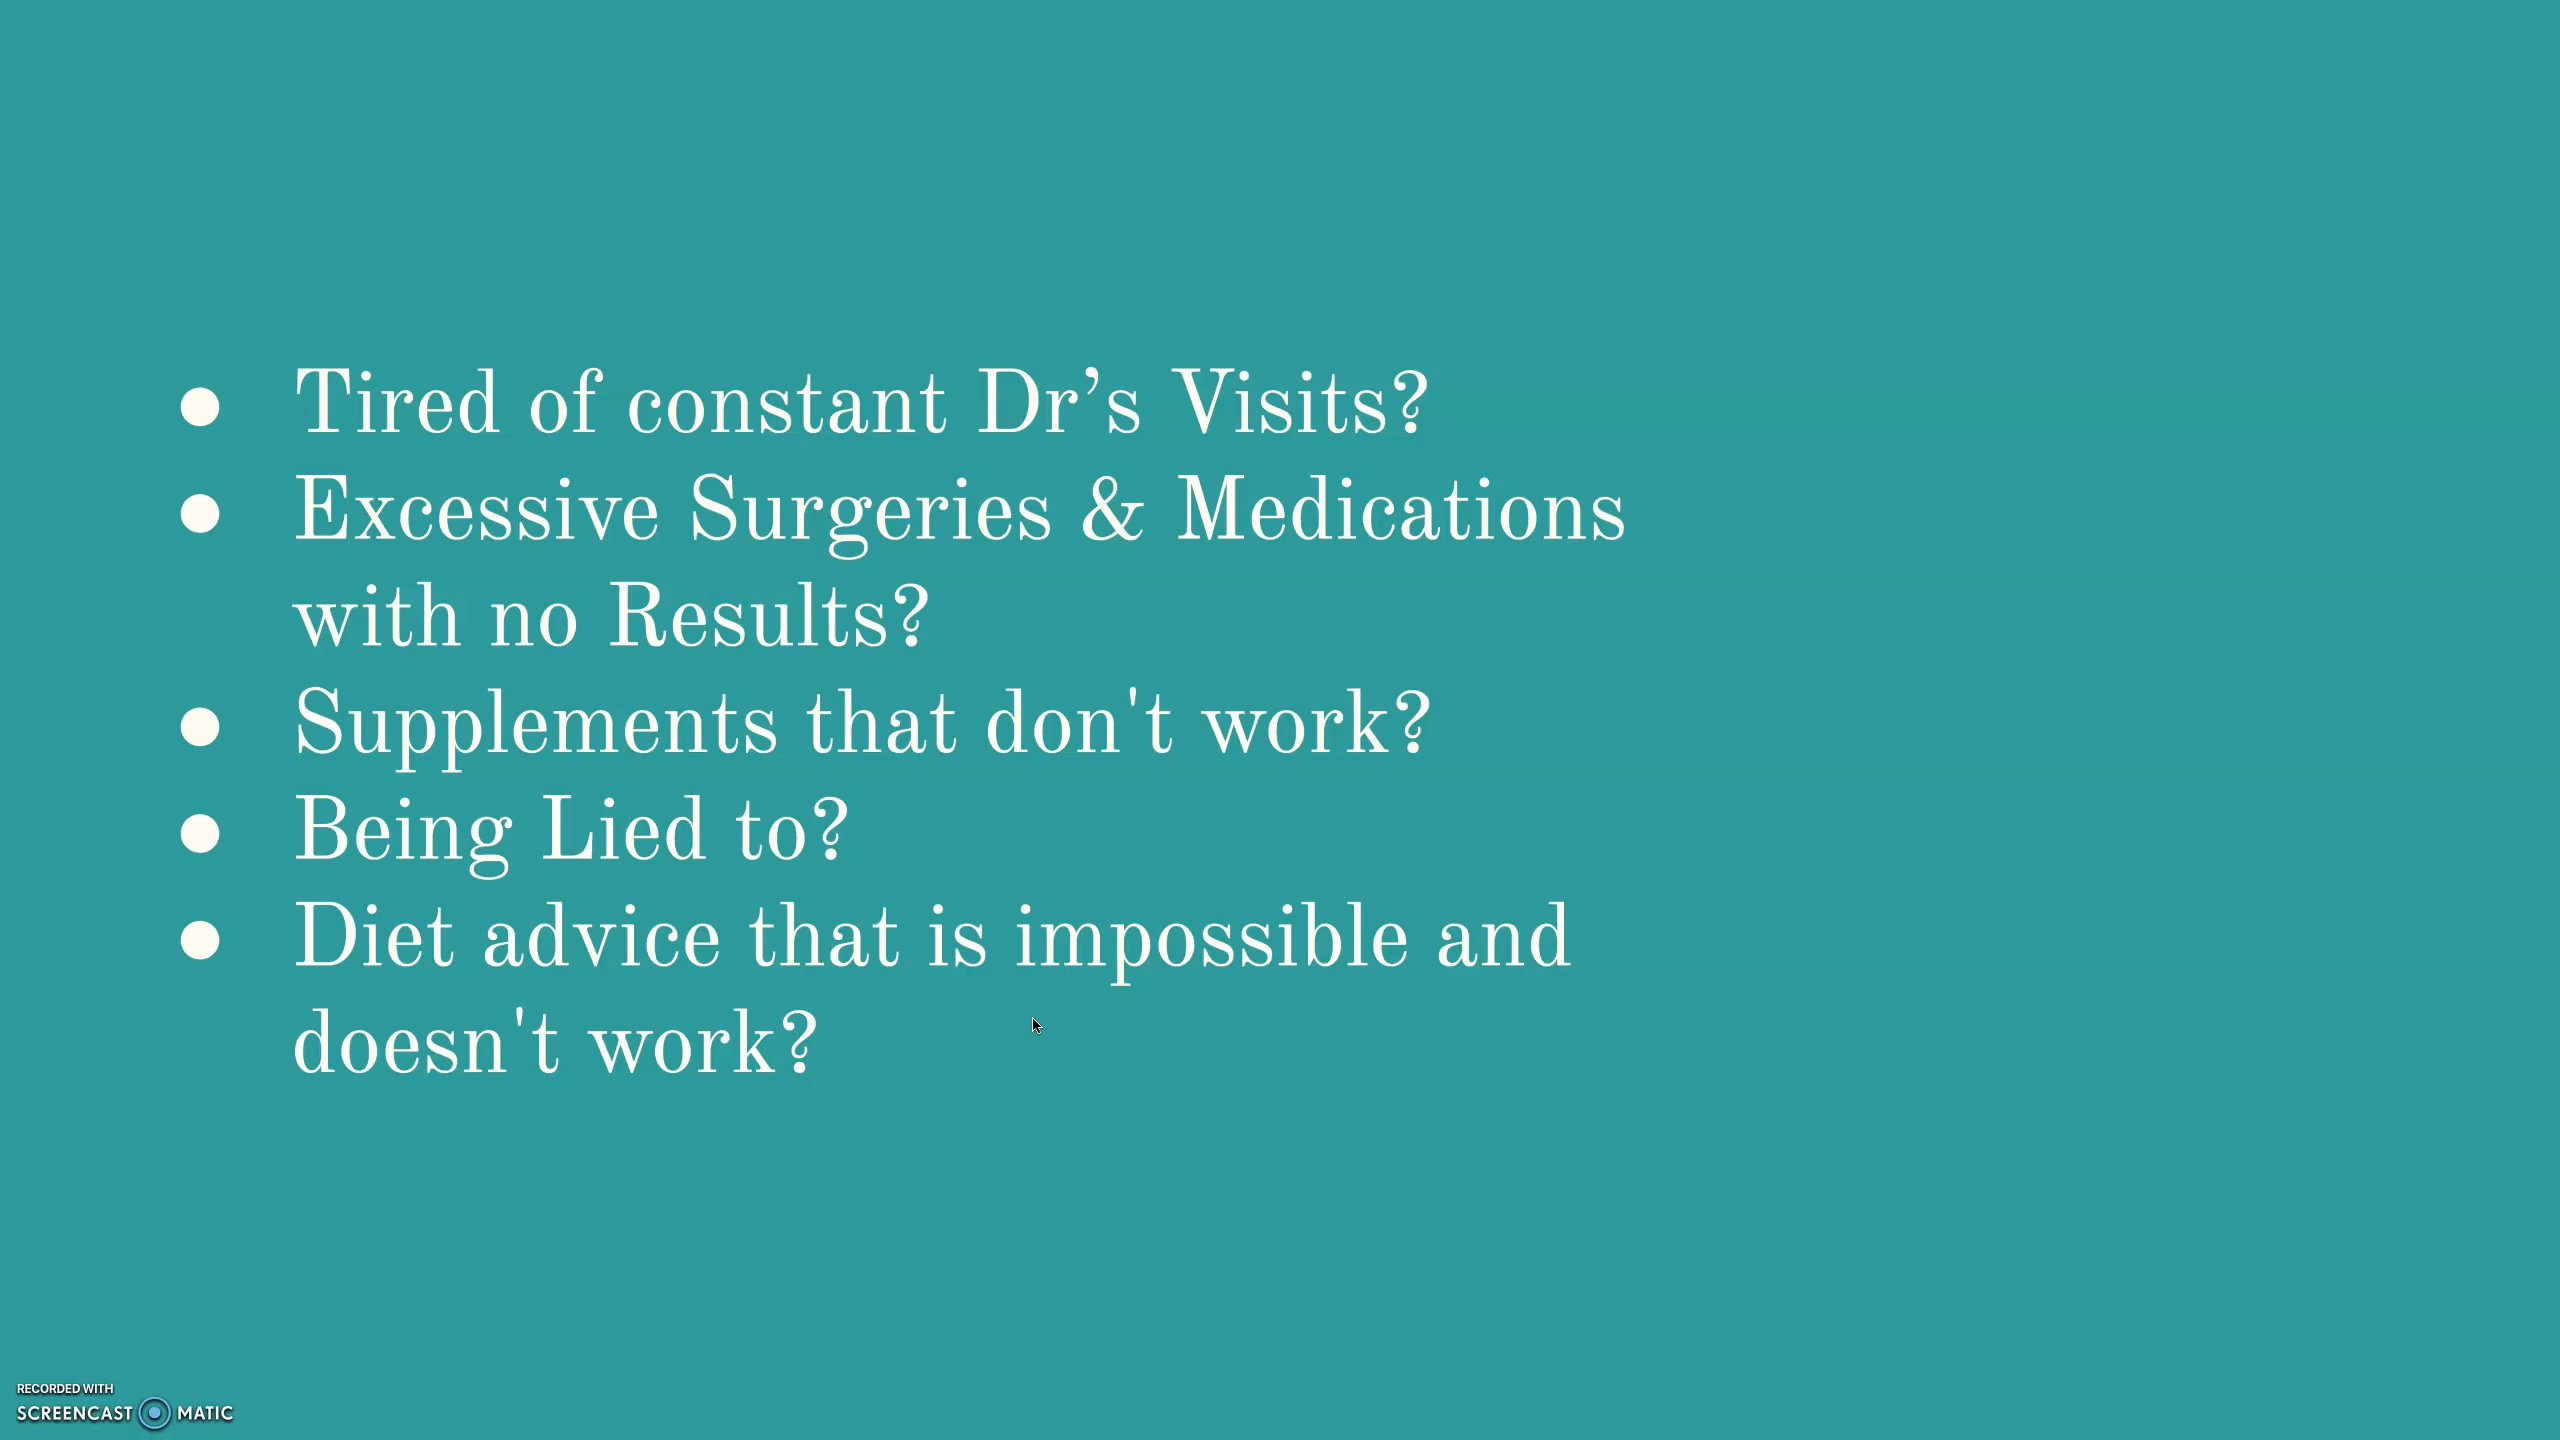 ● Tired of constant Dr’s Visits?
● Excessive Surgeries & Medications
with no Results?
● Supplements that don't work?
● Being Lied to?
● Diet advice that is impossible and
doesn't work?
RECORDED WITH
SCREENCAST MATIC